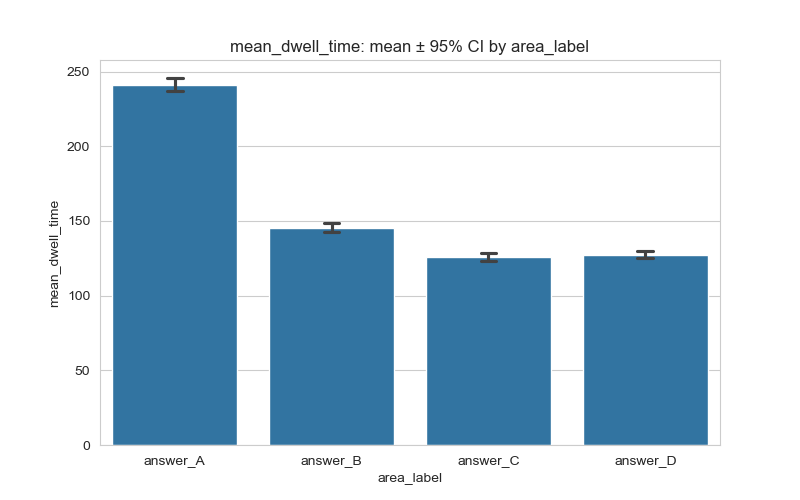 mean_dwell_time: mean ± 95% CI by area_label
mean_dwell_time
250
200
150
100
50
0
answer_A
answer_B
answer_C
answer_D
area_label